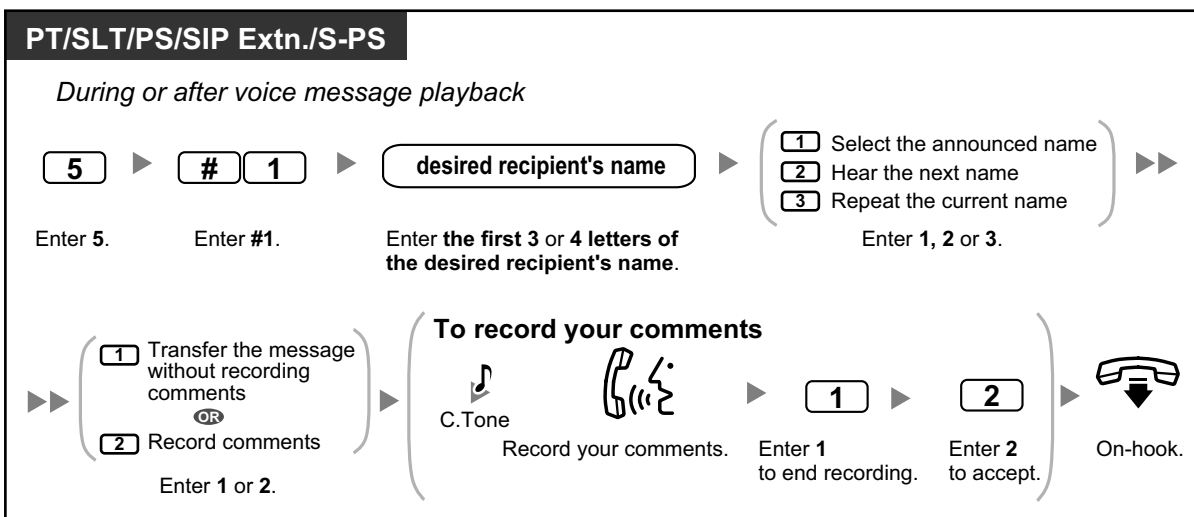 PT/SLT/PS/SIP Extn./S-PS
During or after voice message playback
5
# 1
desired recipient's name
1 Select the announced name
2 Hear the next name
3 Repeat the current name
Enter 5.
Enter #1.
Enter the first 3 or 4 letters of
the desired recipient's name.
Enter 1, 2 or 3.
1 Transfer the message
without recording
comments
OR
2 Record comments
Enter 1 or 2.
To record your comments
C.Tone
Record your comments.
1
Enter 1
to end recording.
2
Enter 2
to accept.
On-hook.